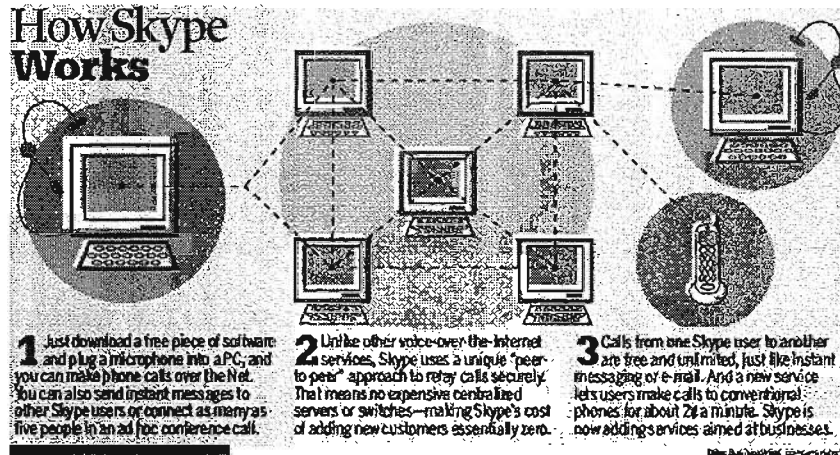 How Skype
Works
1 Just download a free piece of software
and plug a microphone into a PC, and
you can make phone calls over the Net.
You can also send instant messages to
other Skype users or connect as many as
five people in an ad hoc conference call.
2 Unlike other voice-over-the-Internet
services, Skype uses a unique "peer-
to-peer" approach to relay calls securely.
That means no expensive centralized
servers or switches—making Skype's cost
of adding new customers essentially zero.
3 Calls from one Skype user to another
are free and unlimited, just like instant
messaging or e-mail. And a new service
lets users make calls to conventional
phones for about 2¢ a minute. Skype is
now adding services aimed at businesses.